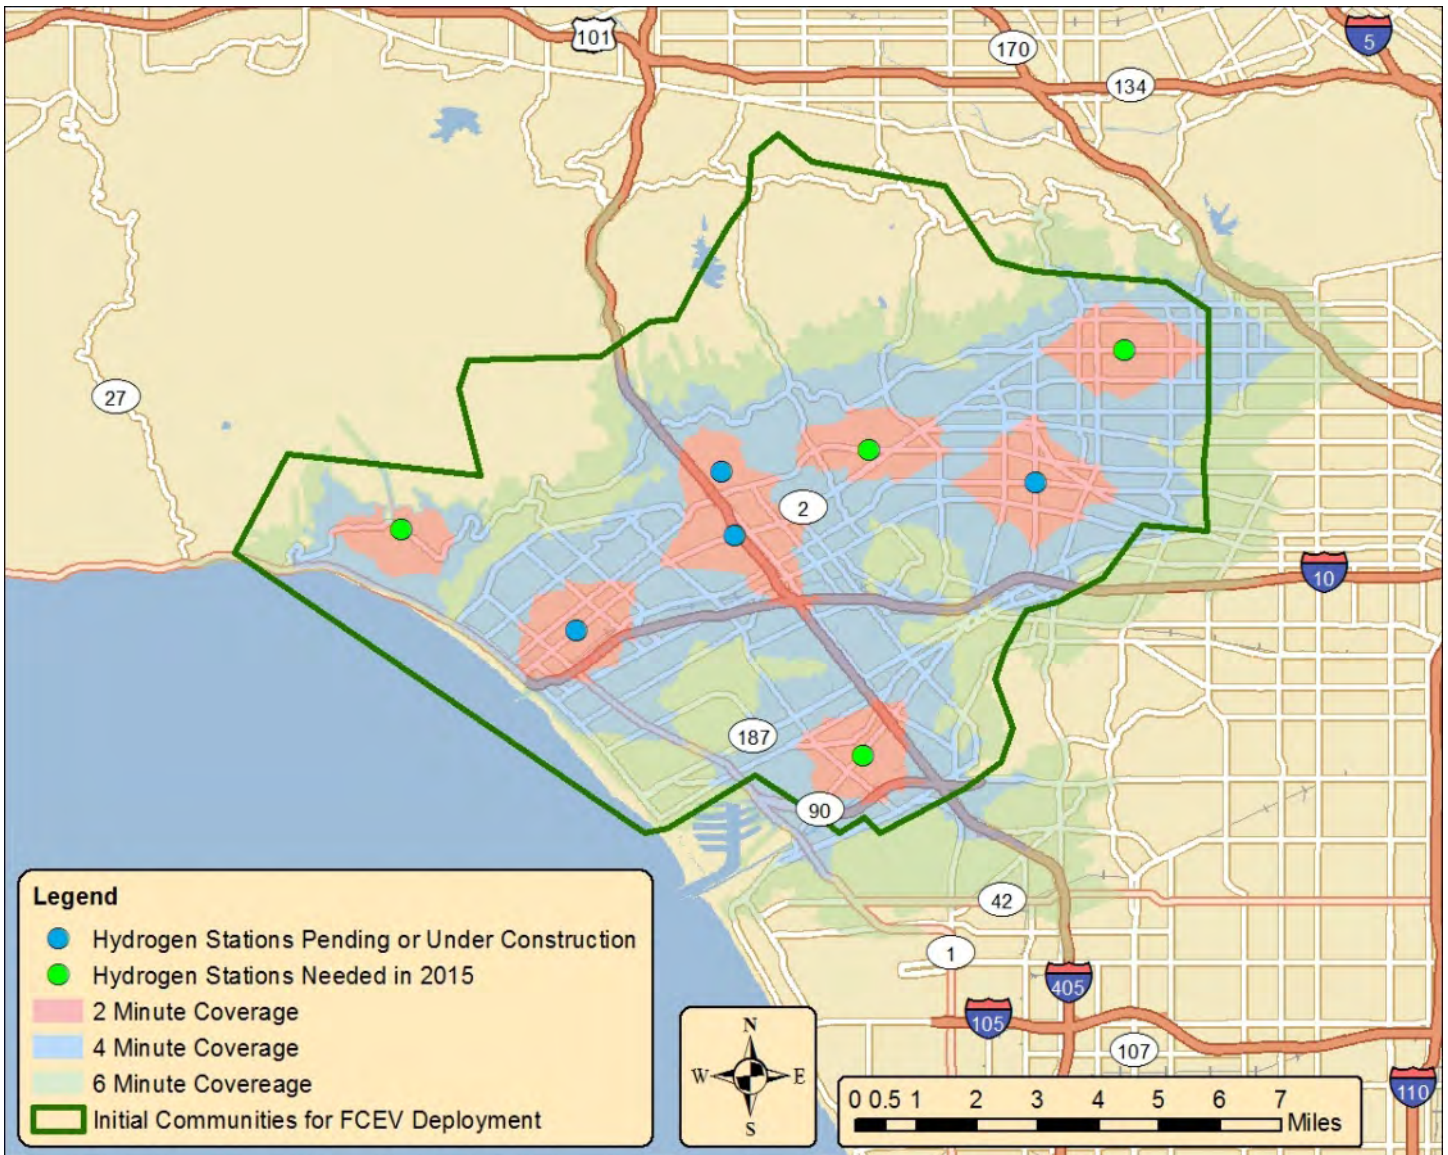 101
170
5
134
27
2
10
187
90
42
1
405
105
107
110
Legend
Hydrogen Stations Pending or Under Construction
Hydrogen Stations Needed in 2015
2 Minute Coverage
4 Minute Coverage
6 Minute Covereage
Initial Communities for FCEV Deployment
N
W E
S
0 0.5 1 2 3 4 5 6 7
Miles